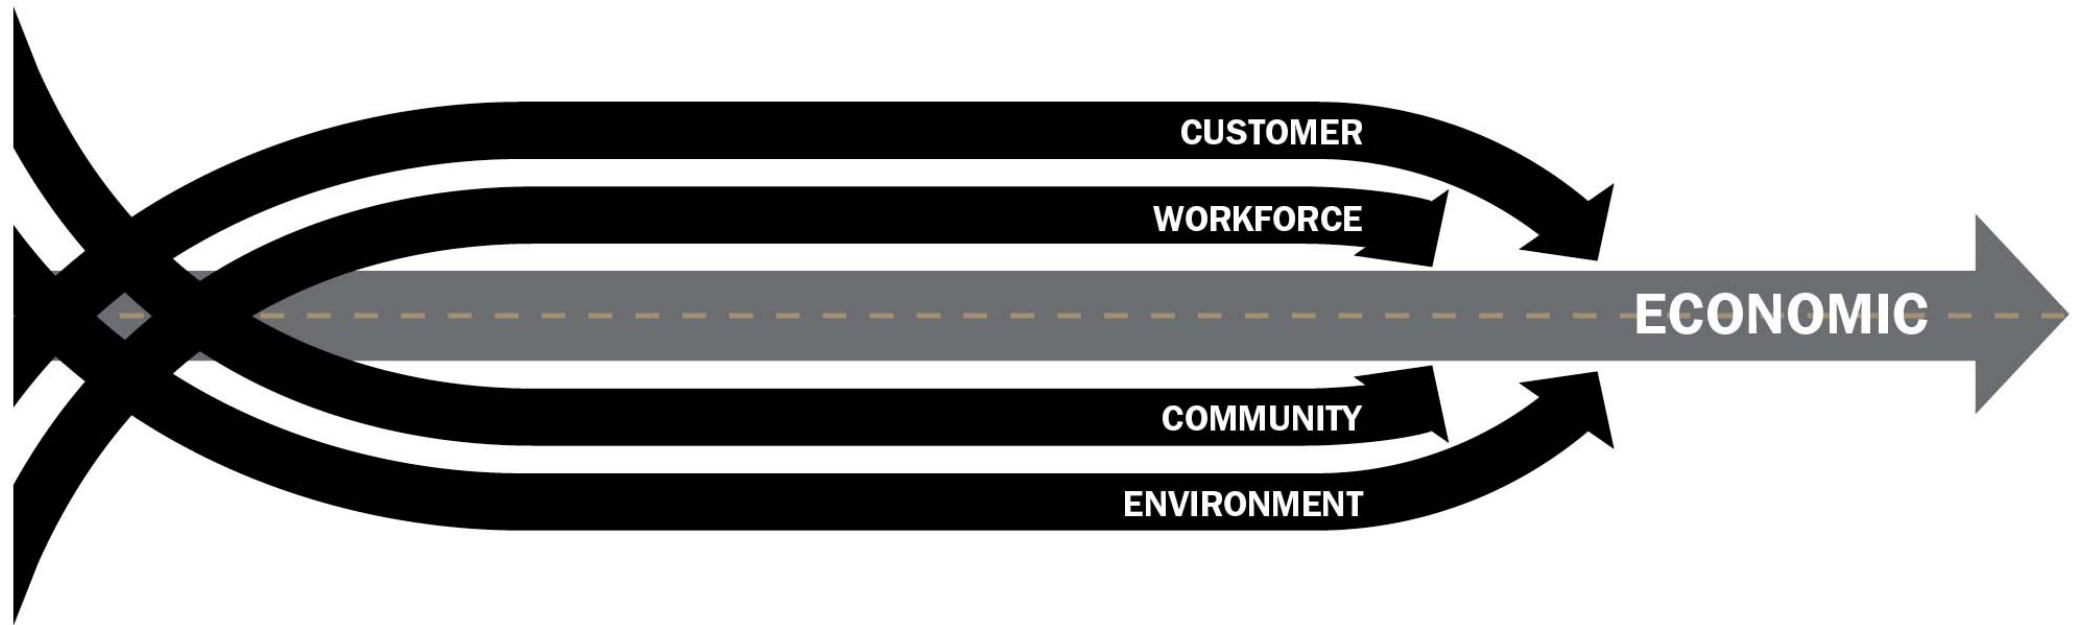 CUSTOMER
WORKFORCE
ECONOMIC
COMMUNITY
ENVIRONMENT